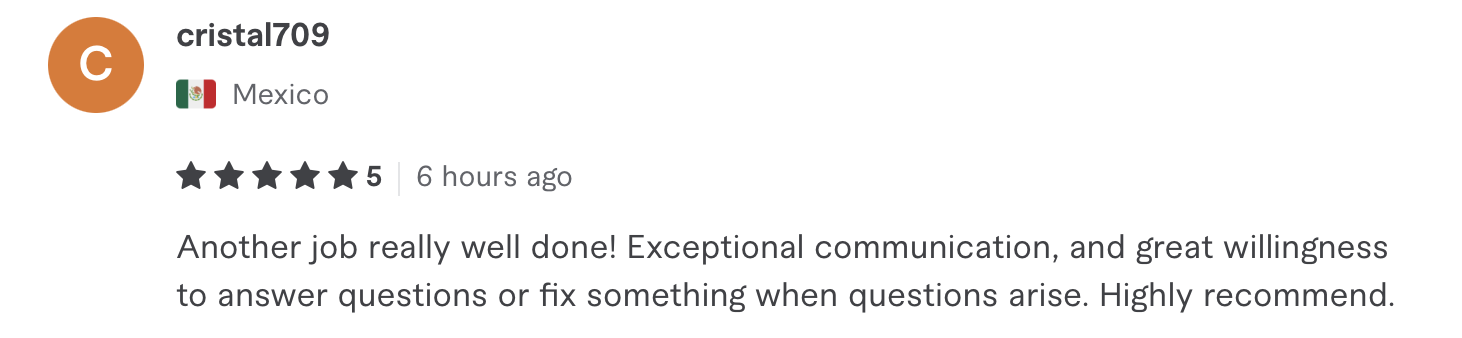 C
cristal709
Mexico
5
6 hours ago
Another job really well done! Exceptional communication, and great willingness
to answer questions or fix something when questions arise. Highly recommend.